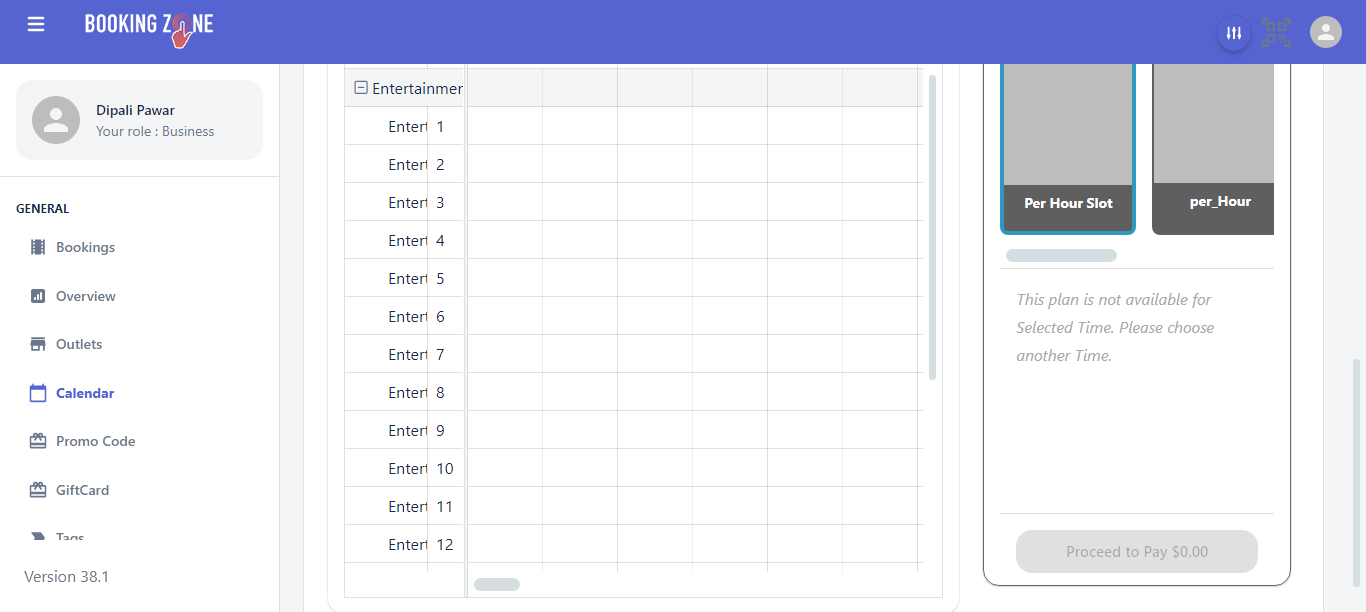 BOOKING ZONE
Dipali Pawar
Your role : Business
GENERAL
Bookings
Overview
Outlets
Calendar
Promo Code
GiftCard
Tags
Version 38.1
Entertainmer
Entert 1
Entert 2
Entert 3
Entert 4
Entert 5
Entert 6
Entert 7
Entert 8
Entert 9
Entert 10
Entert 11
Entert 12
Per Hour Slot
per_Hour
This plan is not available for
Selected Time. Please choose
another Time.
Proceed to Pay $0.00